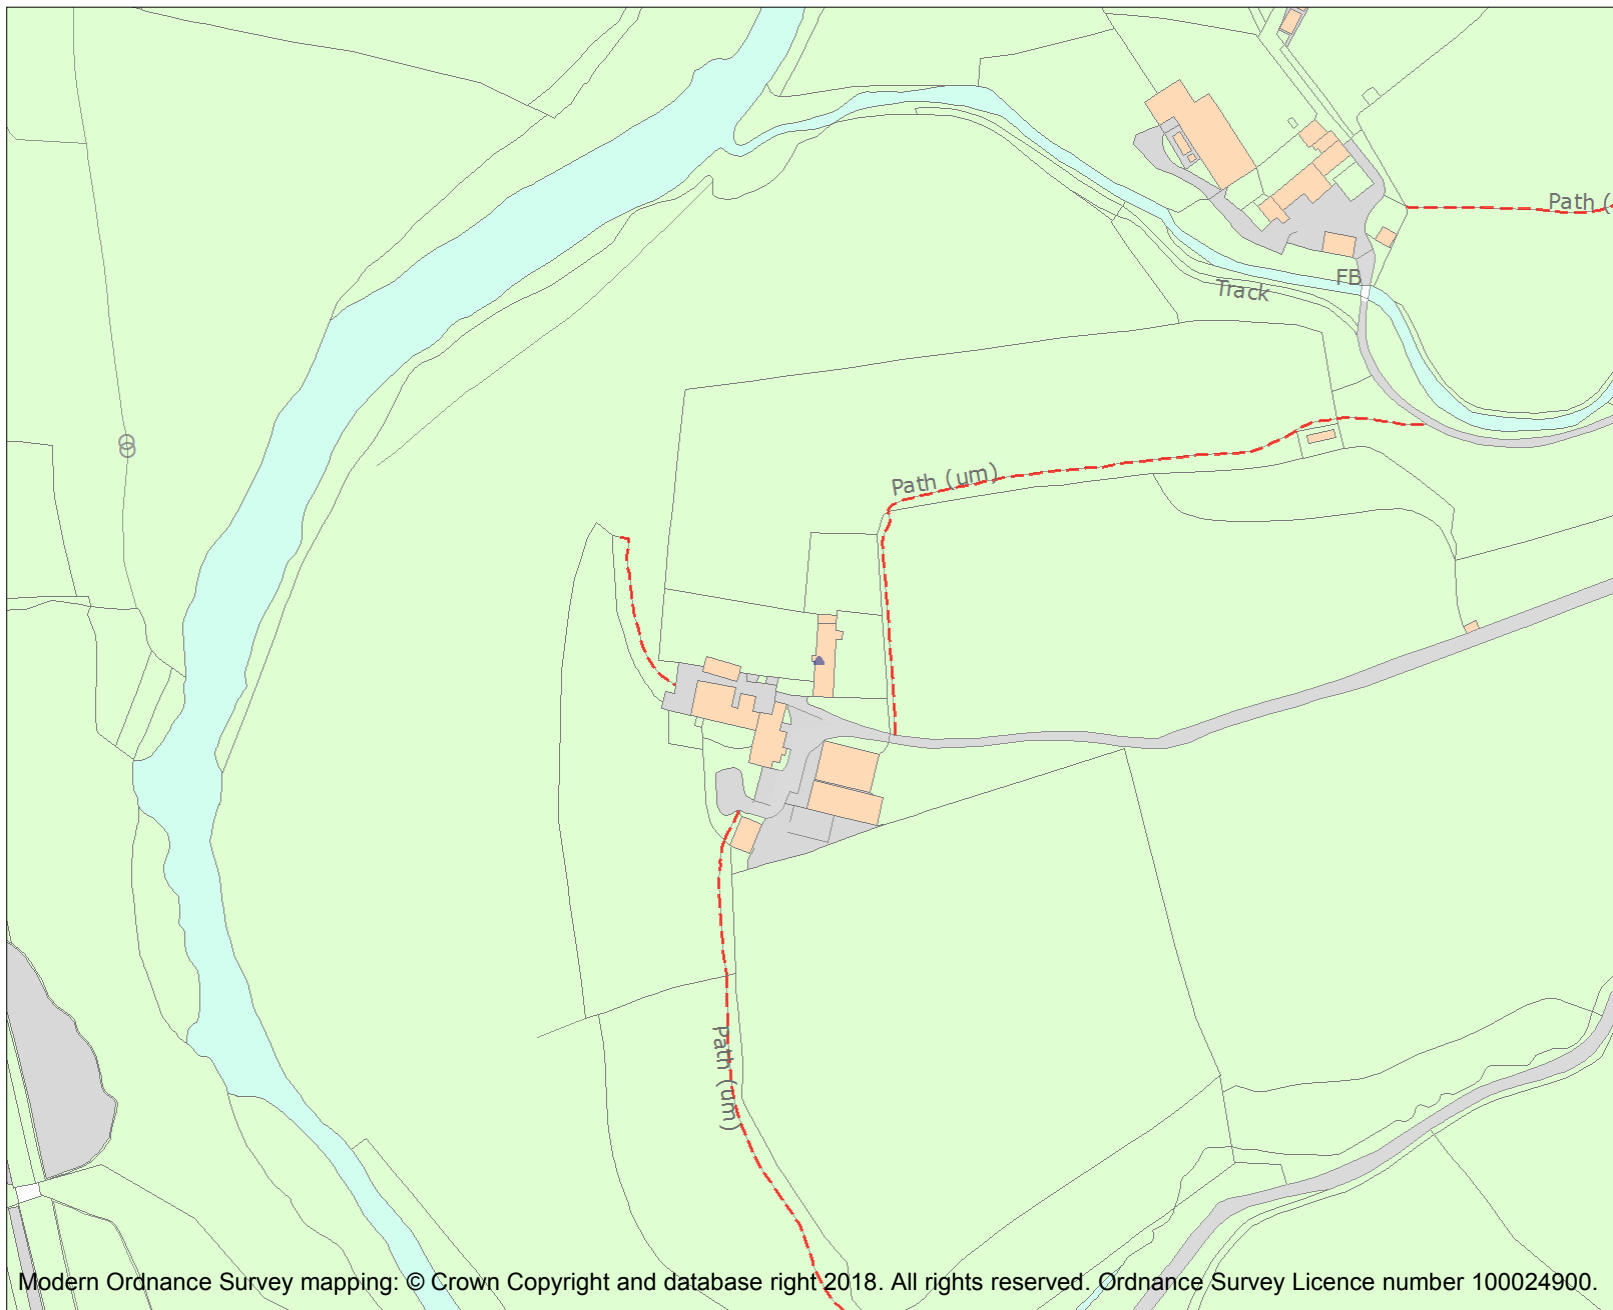 Path (
FB
Track
Path (um)
Path (um)
Modern Ordnance Survey mapping: © Crown Copyright and database right 2018. All rights reserved. Ordnance Survey Licence number 100024900.